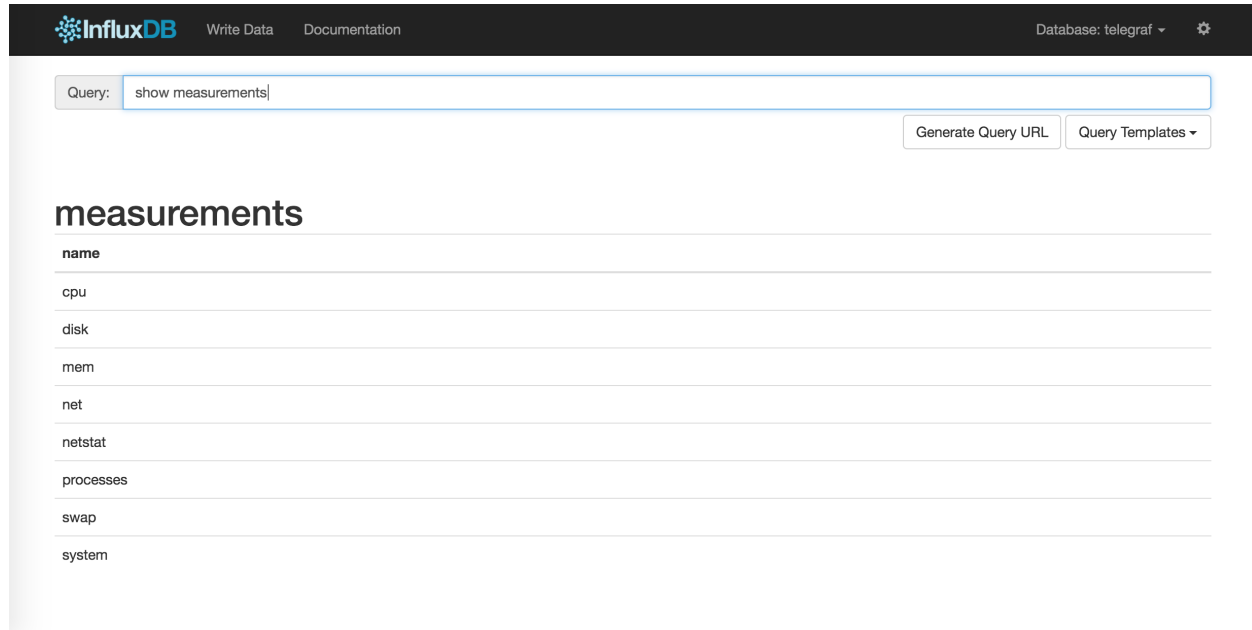 InfluxDB Write Data Documentation Database: telegraf
Query: show measurements
Generate Query URL Query Templates
measurements
name
cpu
disk
mem
net
netstat
processes
swap
system